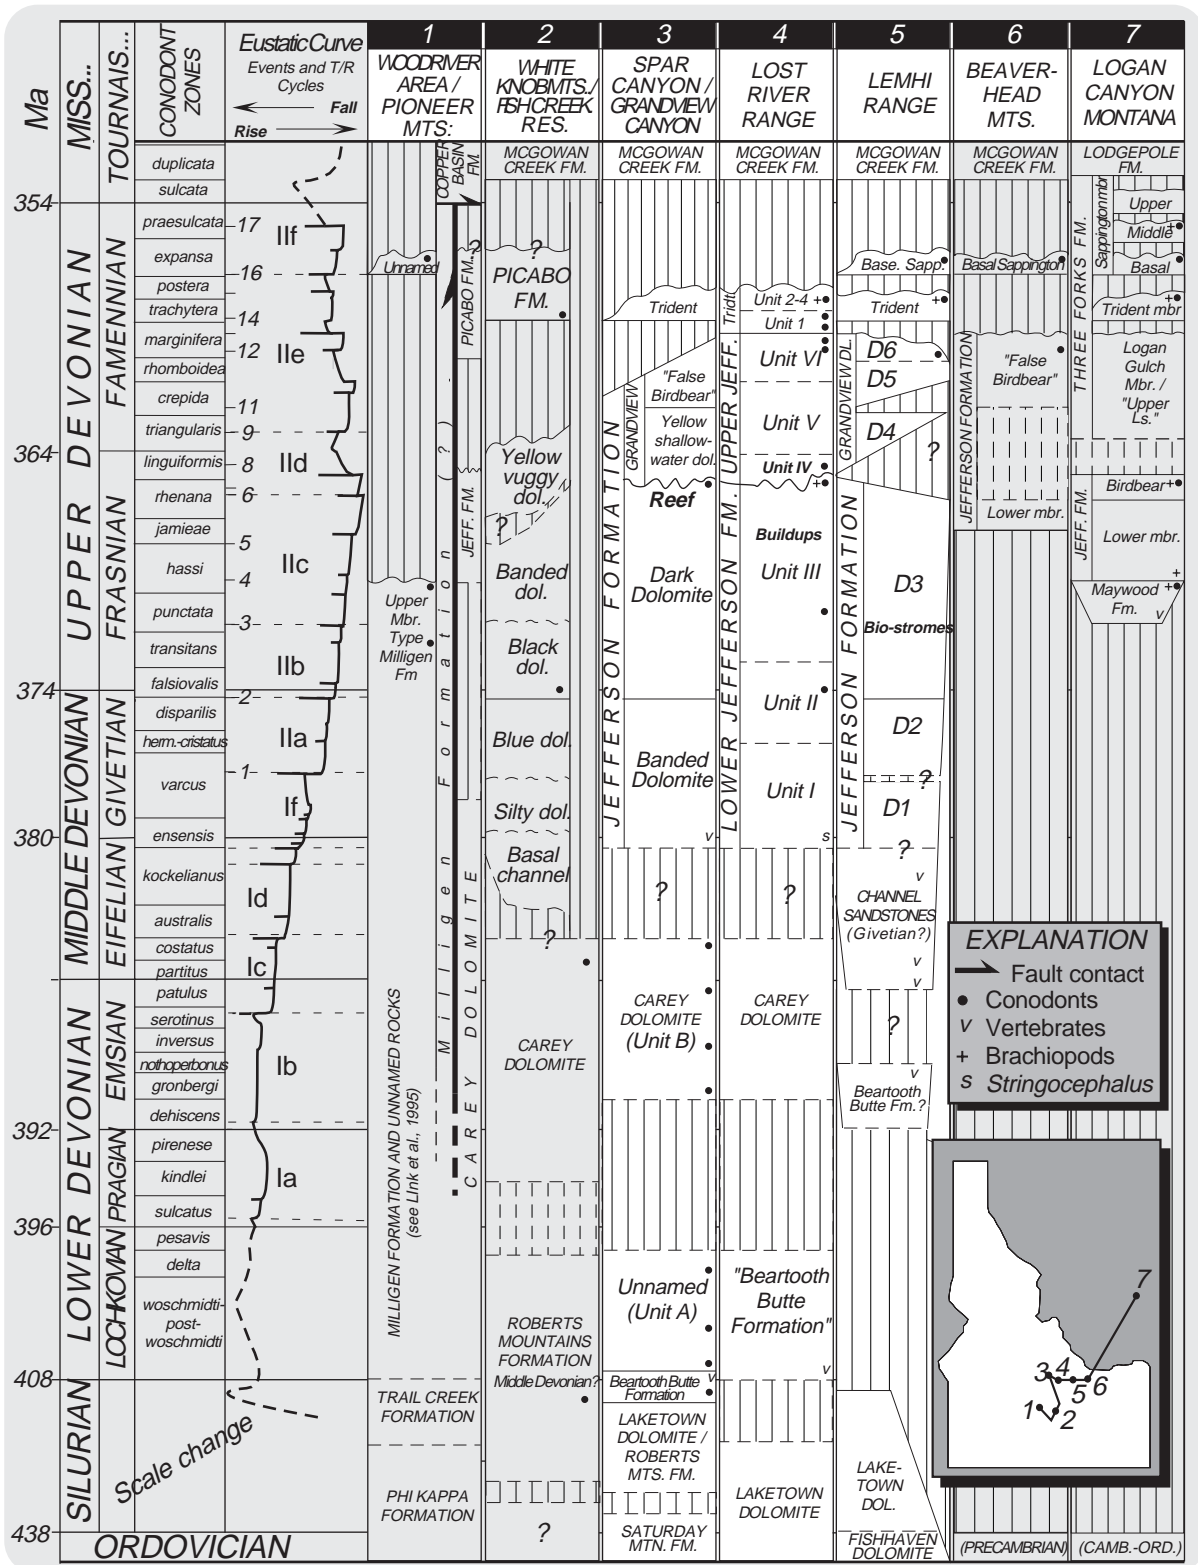 Ma
MISS...
TOURNAIS...
CONODONT
ZONES
Eustatic Curve
Events and T/R
Cycles
Fall
Rise
1
WOODRIVER
AREA /
PIONEER
MTS:
2
WHITE
KNOB MTS./
FISH CREEK
RES.
3
SPAR
CANYON /
GRANDVIEW
CANYON
4
LOST
RIVER
RANGE
5
LEMHI
RANGE
6
BEAVER-
HEAD
MTS.
7
LOGAN
CANYON
MONTANA
354
364
374
380
392
396
408
438
UPPER DEVONIAN
MIDDLE DEVONIAN
LOWER DEVONIAN
SILURIAN
ORDOVICIAN
FAMENNIAN
FRASNIAN
GIVETIAN
EIFELIAN
EMSIAN
PRAGIAN
LOCHKOVIAN
duplicata
sulcata
praesulcata
expansa
postera
trachytera
marginifera
rhomboidea
crepida
triangularis
linguiformis
rhenana
jamieae
hassi
punctata
transitans
falsiovalis
disparilis
herm.-cristatus
varcus
ensensis
kockelianus
australis
costatus
partitus
patulus
serotinus
inversus
nothoperbonus
gronbergi
dehiscens
pirenese
kindlei
sulcatus
pesavis
delta
woschmidti-
post-
woschmidti
17
16
14
12
11
9
8
6
5
4
3
2
1
IIf
IIe
IId
IIc
IIb
IIa
If
Id
Ic
Ib
Ia
Scale change
COPPER
BASIN
FM.
?
Unnamed
PICABO FM.
JEFF. FM.
Upper
Mbr.
Type
Milligen
Fm
Milligen Formation (?)
CAREY DOLOMITE
MILLIGEN FORMATION AND UNNAMED ROCKS
(see LInk et al., 1995)
TRAIL CREEK
FORMATION
PHI KAPPA
FORMATION
MCGOWAN
CREEK FM.
?
PICABO
FM.
Yellow
vuggy
dol.
?
Banded
dol.
Black
dol.
Blue dol.
Silty dol.
Basal
channel
?
CAREY
DOLOMITE
ROBERTS
MOUNTAINS
FORMATION
Middle Devonian?
?
MCGOWAN
CREEK FM.
Trident
"False
Birdbear"
GRANDVIEW
Yellow
shallow-
water dol.
Reef
JEFFERSON FORMATION
Dark
Dolomite
Banded
Dolomite
v
?
CAREY
DOLOMITE
(Unit B)
Unnamed
(Unit A)
v
Beartooth Butte
Formation
LAKETOWN
DOLOMITE /
ROBERTS
MTS. FM.
SATURDAY
MTN. FM.
MCGOWAN
CREEK FM.
Tridt
Unit 2-4 +
Unit 1
UPPER JEFF.
Unit VI
Unit V
Unit IV
+
LOWER JEFFERSON FM.
Buildups
Unit III
Unit II
Unit I
s
?
CAREY
DOLOMITE
"Beartooth
Butte
Formation"
v
LAKETOWN
DOLOMITE
MCGOWAN
CREEK FM.
Base. Sapp.
Trident
+
GRANDVIEW DL.
D6
D5
D4
?
JEFFERSON FORMATION
D3
Bio-stromes
D2
?
D1
?
v
CHANNEL
SANDSTONES
(Givetian?)
v
v
?
v
Beartooth
Butte Fm.?
LAKE-
TOWN
DOL.
FISHHAVEN
DOLOMITE
MCGOWAN
CREEK FM.
Basal Sappington
JEFFERSON FORMATION
"False
Birdbear"
Lower mbr.
(PRECAMBRIAN)
LODGEPOLE
FM.
THREE FORKS FM.
Sappington mbr
Upper
Middle
+
Basal
+
Trident mbr
Logan
Gulch
Mbr. /
"Upper
Ls."
JEFF. FM.
Birdbear +
Lower mbr.
+
Maywood +
Fm.
v
(CAMB.-ORD.)
EXPLANATION
Fault contact
Conodonts
v Vertebrates
+ Brachiopods
s Stringocephalus
7
3
4
5
6
1
2